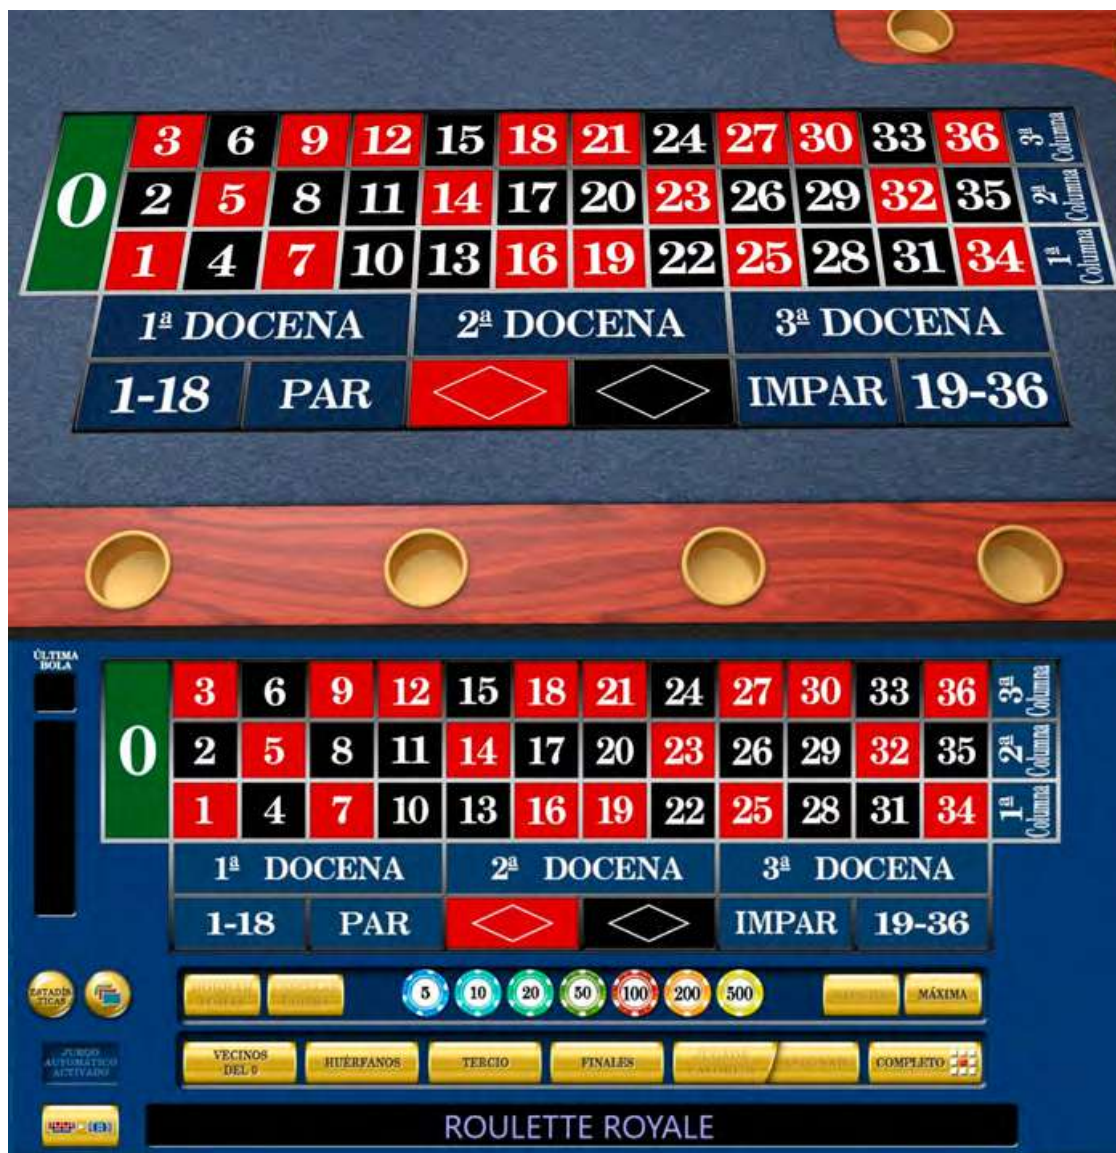 3 6 9 12 15 18 21 24 27 30 33 36 3ª Columna
0 2 5 8 11 14 17 20 23 26 29 32 35 2ª Columna
1 4 7 10 13 16 19 22 25 28 31 34 1ª Columna
1ª DOCENA 2ª DOCENA 3ª DOCENA
1-18 PAR IMPAR 19-36
ÚLTIMA
BOLA
3 6 9 12 15 18 21 24 27 30 33 36 3ª Columna
0 2 5 8 11 14 17 20 23 26 29 32 35 2ª Columna
1 4 7 10 13 16 19 22 25 28 31 34 1ª Columna
1ª DOCENA 2ª DOCENA 3ª DOCENA
1-18 PAR IMPAR 19-36
ESTADÍS
TICAS
5 10 20 50 100 200 500
MÁXIMA
JUEGO
AUTOMÁTICO
ACTIVADO
VECINOS
DEL 0
HUÉRFANOS TERCIO FINALES COMPLETO
ROULETTE ROYALE